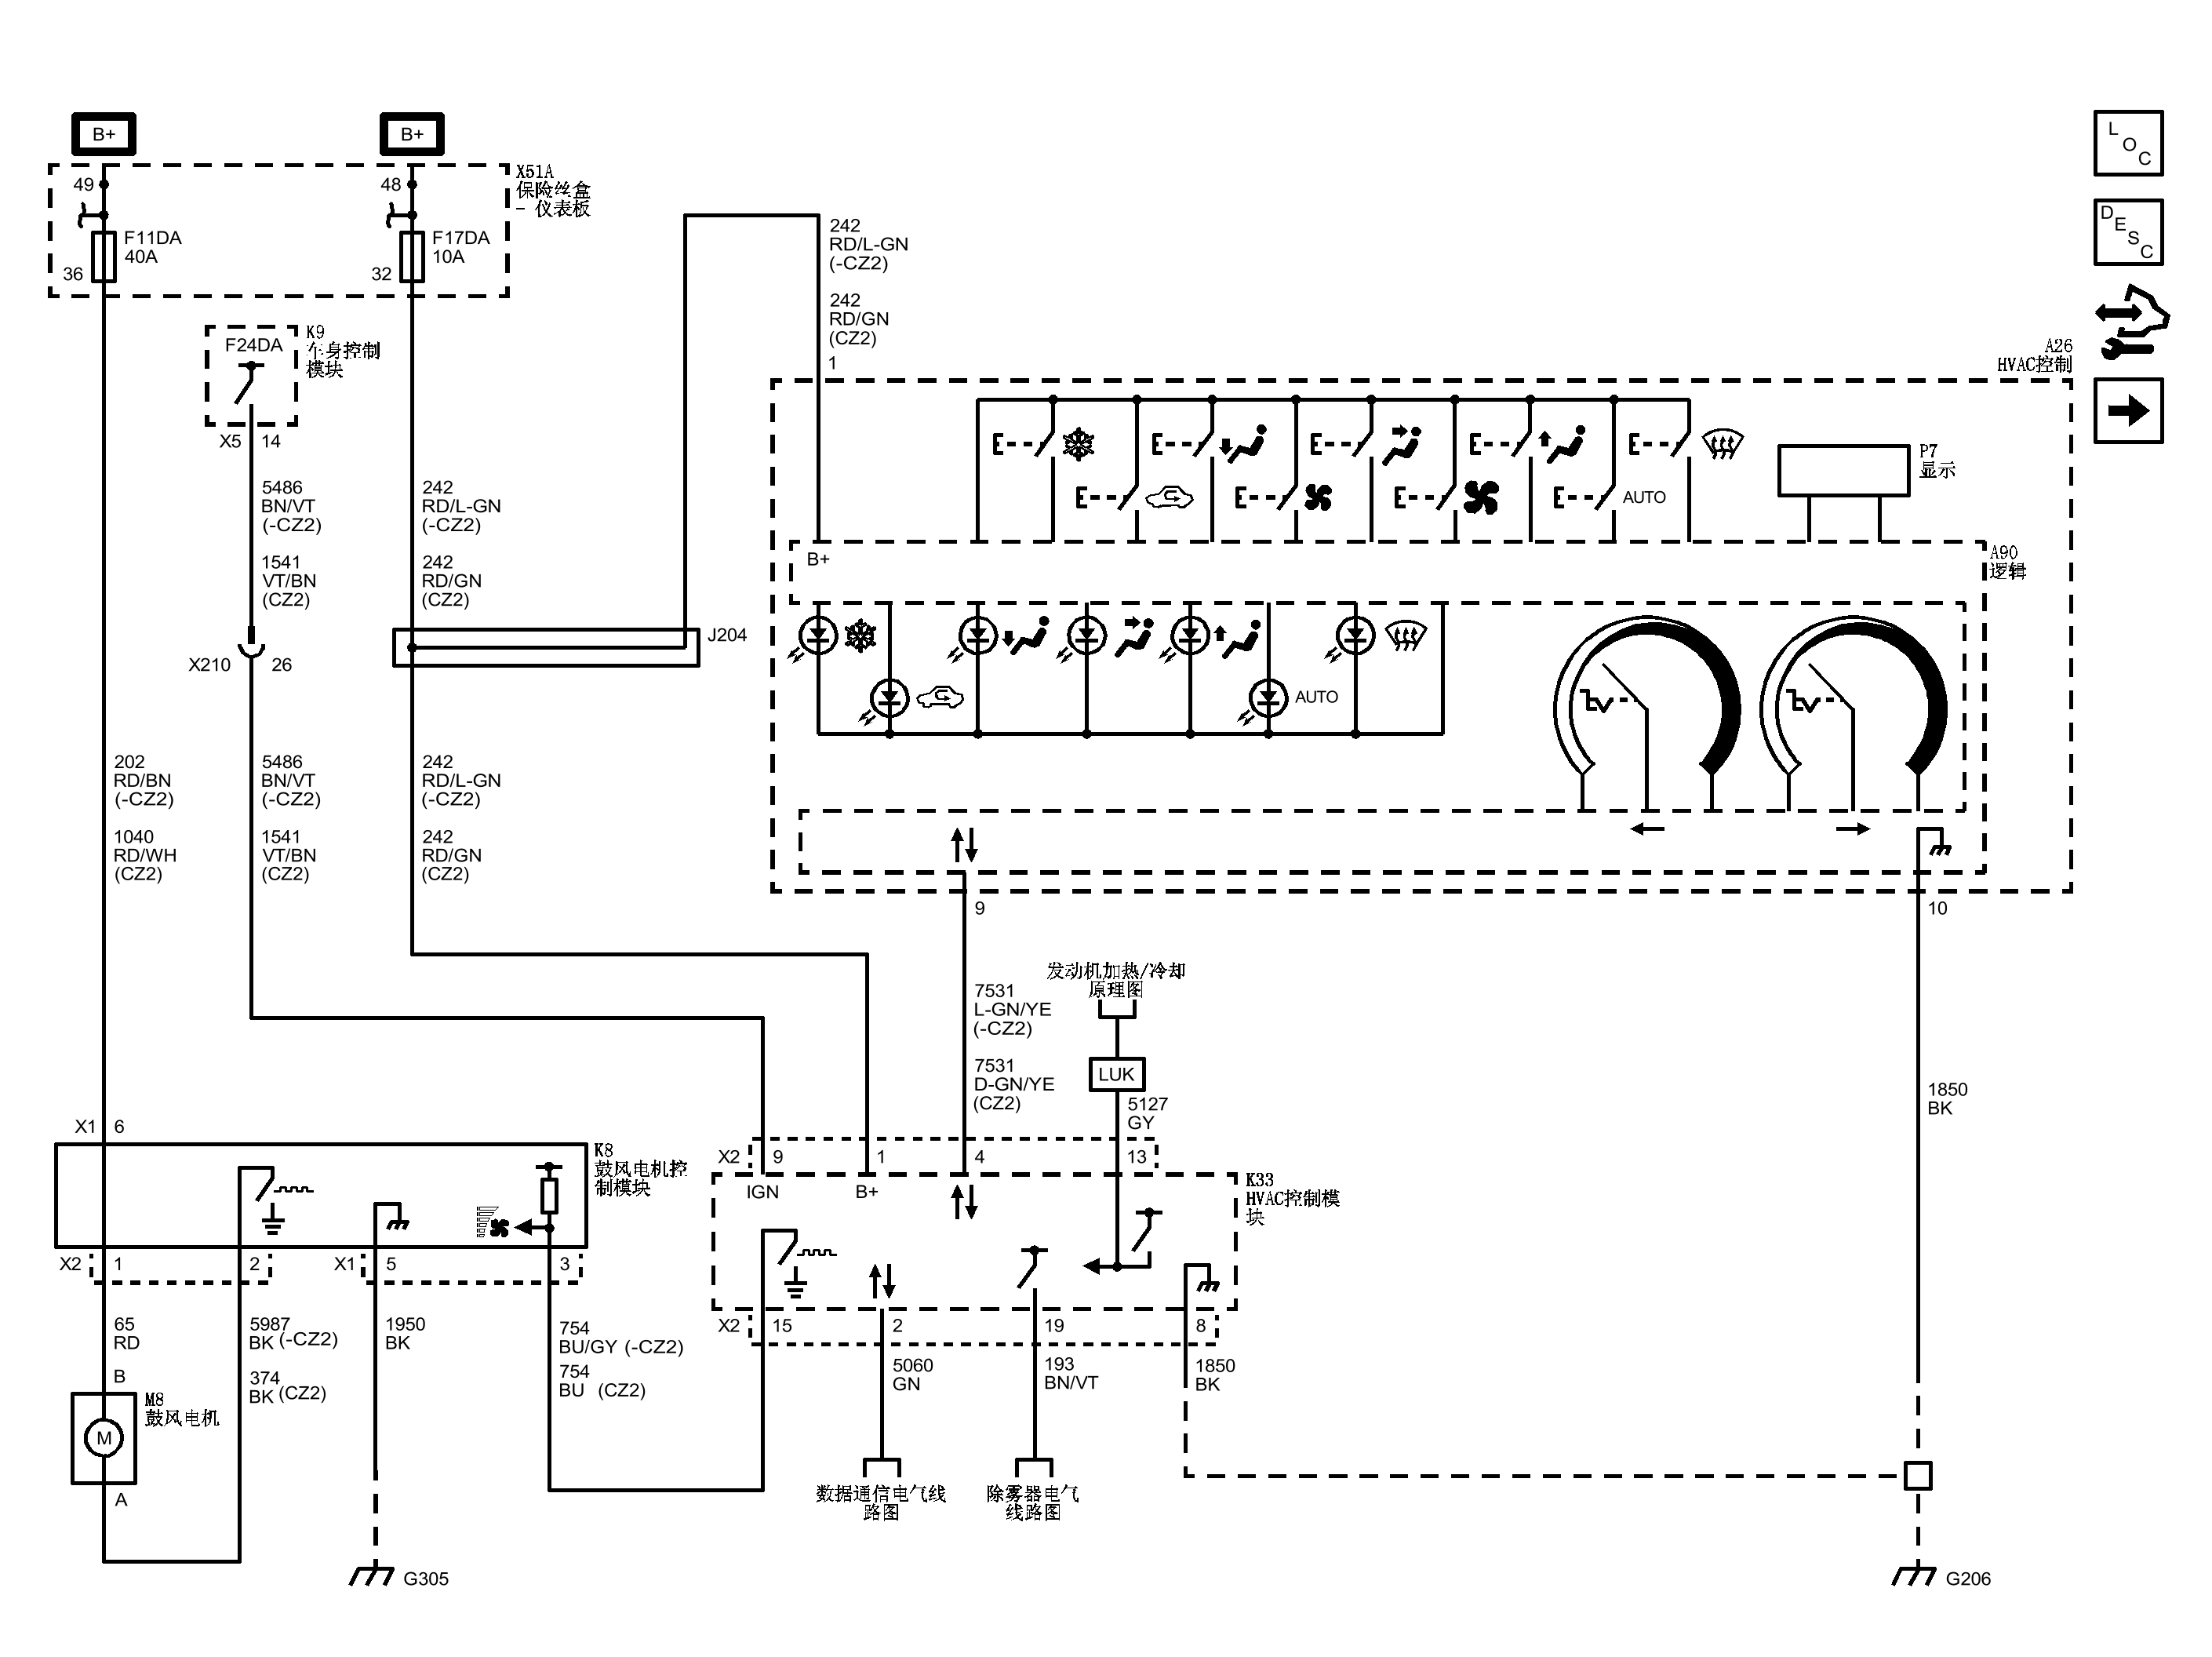 B+
B+
49
48
X51A
保险丝盒
- 仪表板
F11DA
40A
F17DA
10A
36
32
242
RD/L-GN
(-CZ2)
242
RD/GN
(CZ2)
1
L
O
C
D
E
S
C
K9
车身控制
模块
F24DA
X5
14
A26
HVAC控制
AUTO
P7
显示
5486
BN/VT
(-CZ2)
242
RD/L-GN
(-CZ2)
1541
VT/BN
(CZ2)
242
RD/GN
(CZ2)
B+
A90
逻辑
X210
26
J204
AUTO
202
RD/BN
(-CZ2)
5486
BN/VT
(-CZ2)
242
RD/L-GN
(-CZ2)
1040
RD/WH
(CZ2)
1541
VT/BN
(CZ2)
242
RD/GN
(CZ2)
9
10
7531
L-GN/YE
(-CZ2)
7531
D-GN/YE
(CZ2)
发动机加热/冷却
原理图
LUK
5127
GY
1850
BK
X1
6
K8
鼓风电机控
制模块
X2
9
1
4
13
IGN
B+
K33
HVAC控制模
块
X2
1
2
X1
5
3
X2
15
2
19
8
65
RD
5987
BK (-CZ2)
374
BK (CZ2)
1950
BK
754
BU/GY (-CZ2)
754
BU (CZ2)
5060
GN
193
BN/VT
1850
BK
B
M8
鼓风电机
M
A
数据通信电气线
路图
除雾器电气
线路图
G305
G206